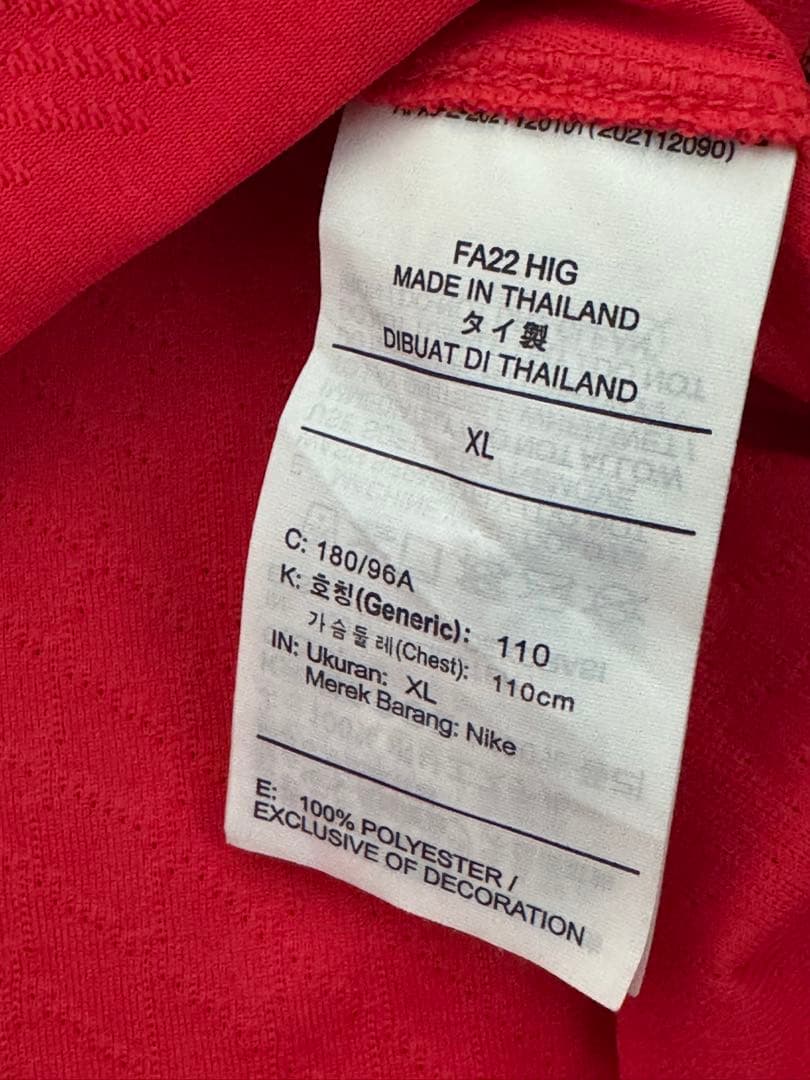 (202112090)
FA22 HIG
MADE IN THAILAND
タイ製
DIBUAT DI THAILAND
XL
C: 180/96A
K: 호칭(Generic): 110
가슴둘레(Chest): 110cm
IN: Ukuran: XL
Merek Barang: Nike
E: 100% POLYESTER /
EXCLUSIVE OF DECORATION